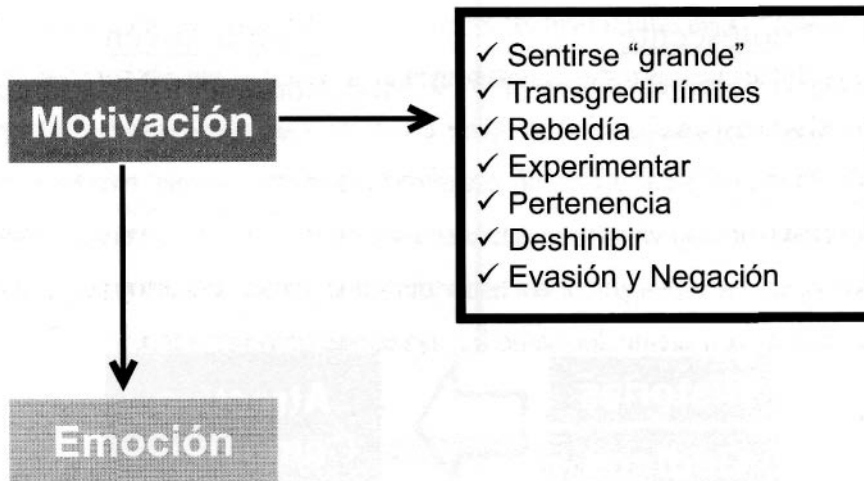 Motivación
✓ Sentirse “grande”
✓ Transgredir límites
✓ Rebeldía
✓ Experimentar
✓ Pertenencia
✓ Deshinibir
✓ Evasión y Negación
Emoción